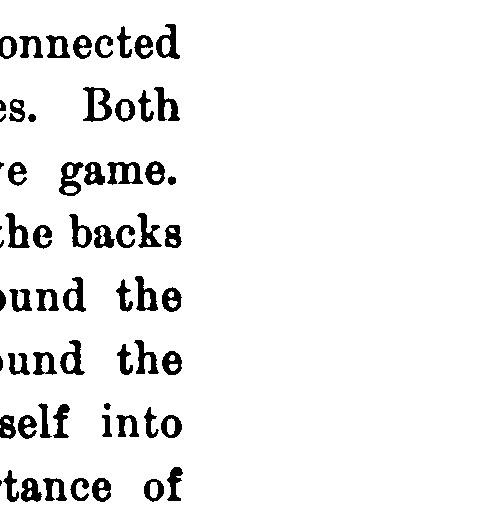 onnected
es. Both
e game.
the backs
ound the
ound the
self into
tance of